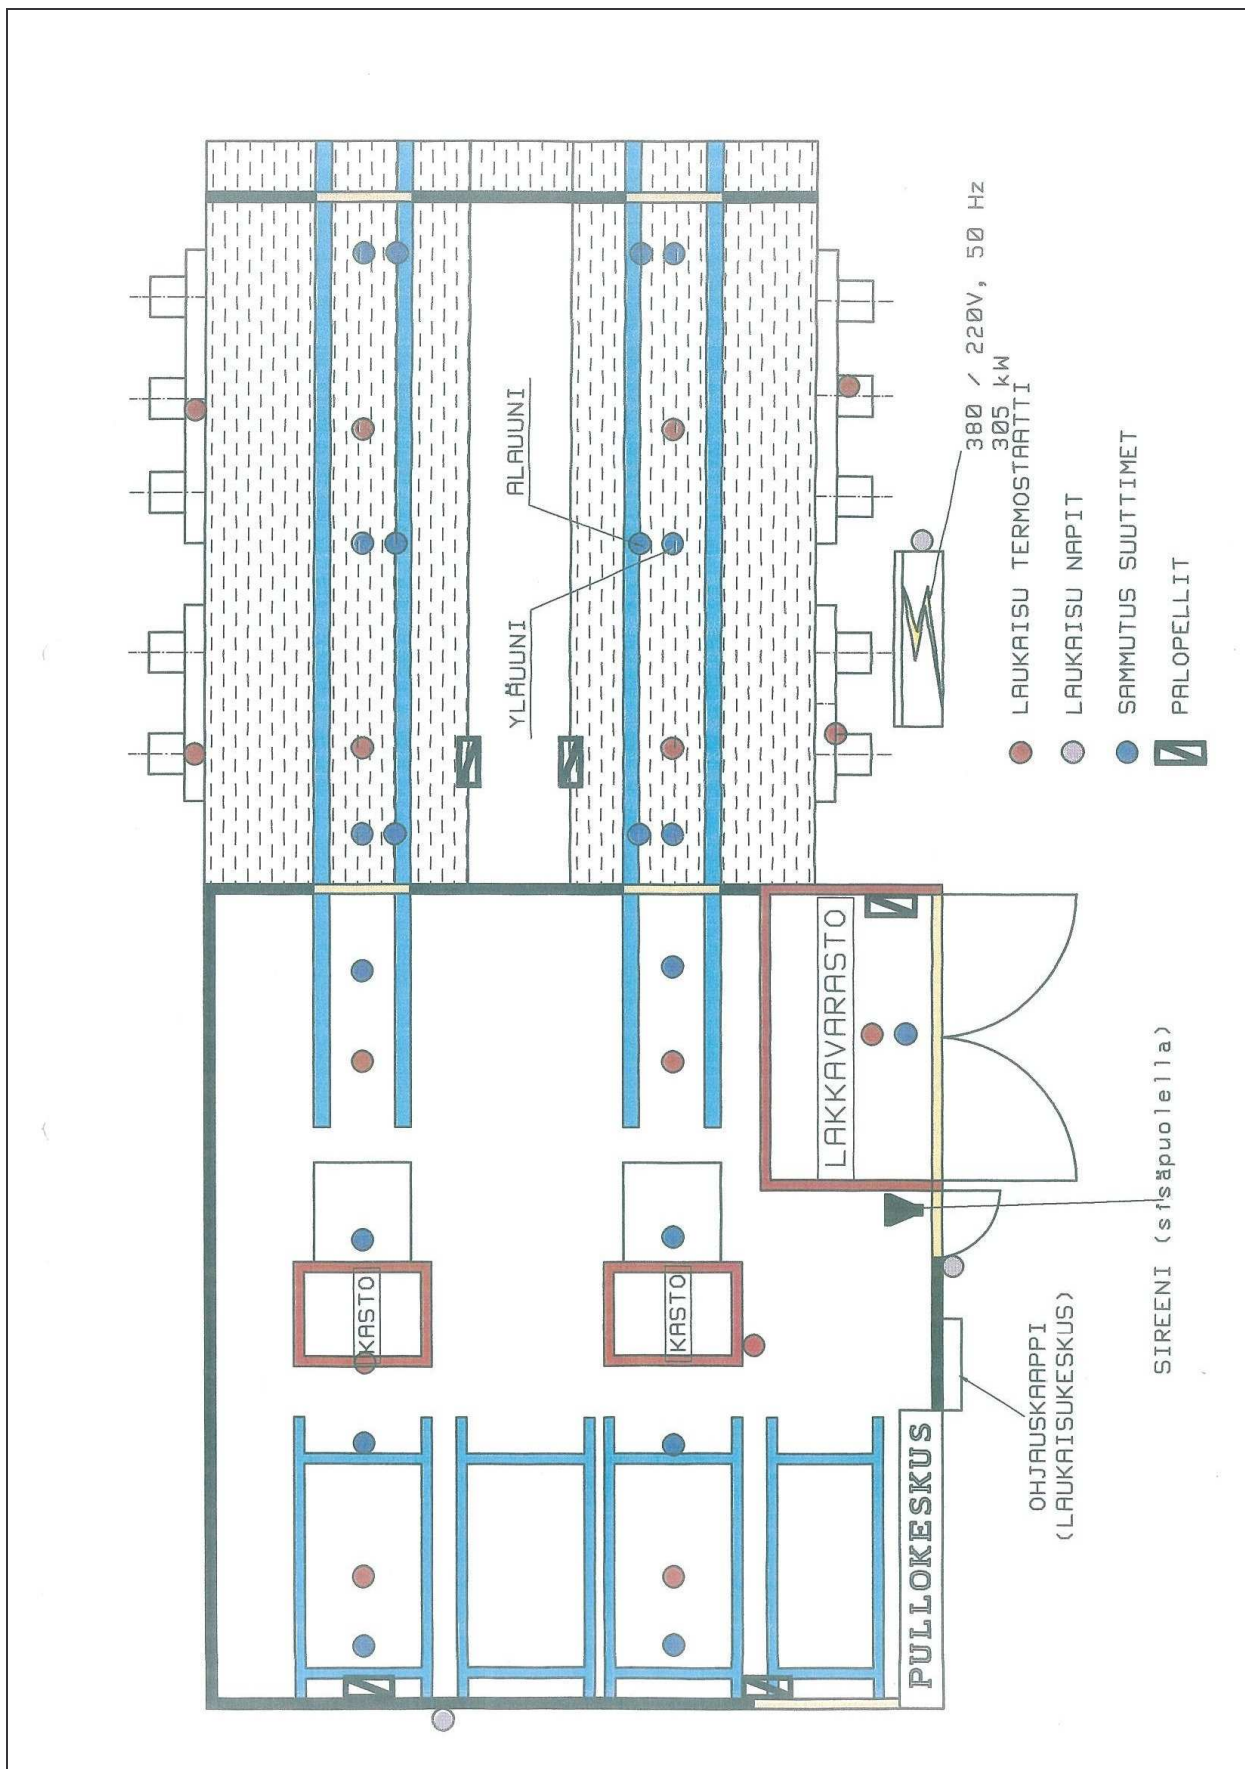 380 / 220V, 50 Hz
305 kW
ALAUUNI
YLÄUUNI
LAUKAISU TERMOSTAATTI
LAUKAISU NAPIT
SAMMUTUS SUUTTIMET
PALOPELLIT
LAKKAVARASTO
KASTO
KASTO
SIREENI (sisäpuolella)
OHJAUSKAAPPI
(LAUKAISUKESKUS)
PULLOKESKUS